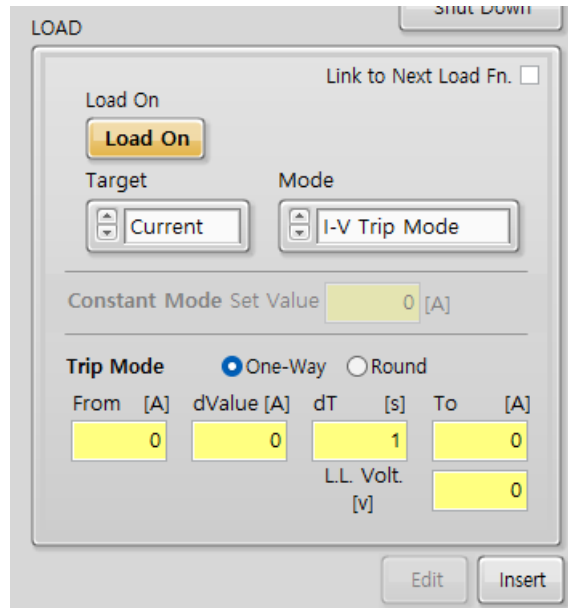 Shut Down
LOAD
Link to Next Load Fn.
Load On
Load On
Target Mode
Current I-V Trip Mode
Constant Mode Set Value 0 [A]
Trip Mode One-Way Round
From [A] dValue [A] dT [s] To [A]
0 0 1 0
L.L. Volt.
[v] 0
Edit Insert